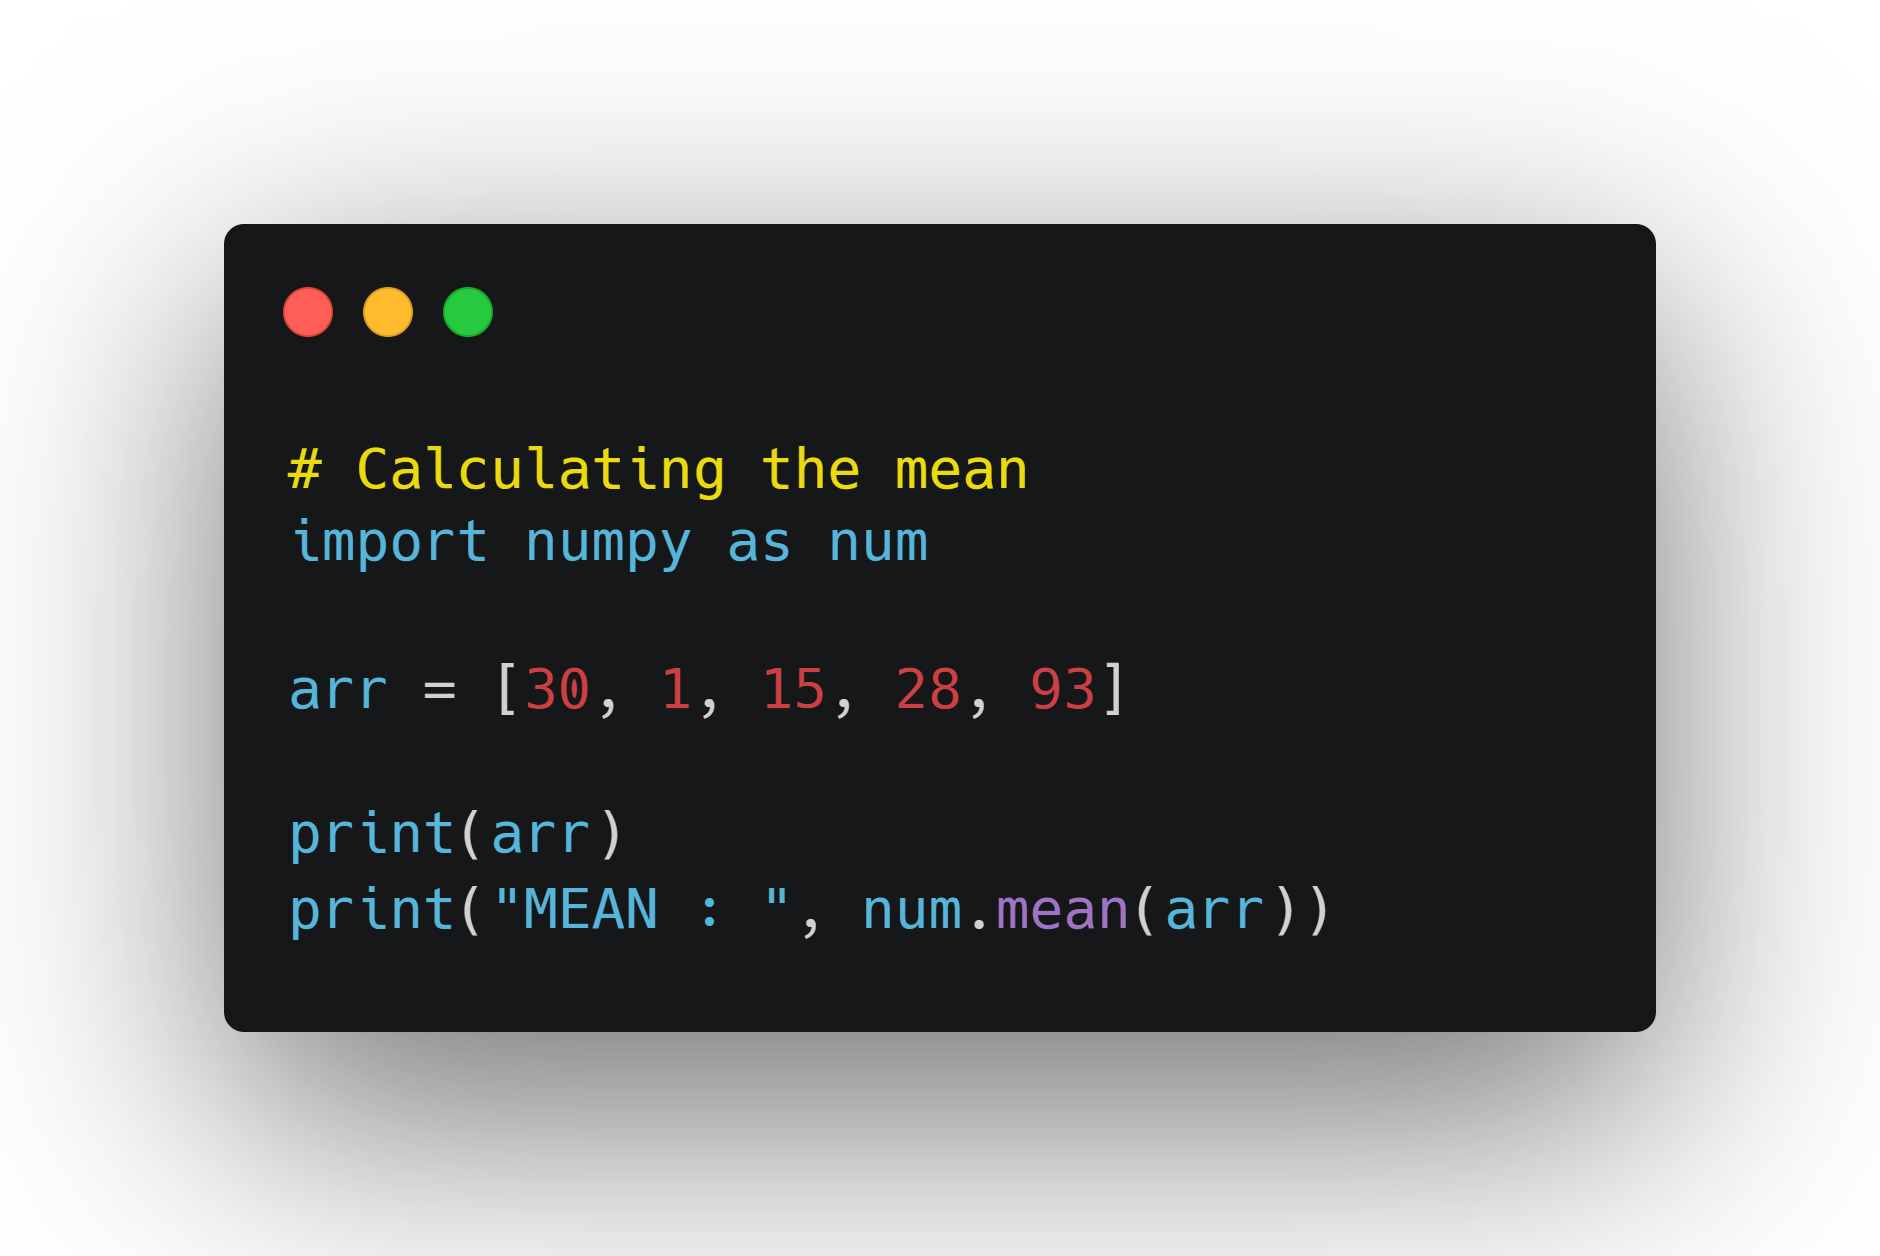 # Calculating the mean
import numpy as num
arr = [30, 1, 15, 28, 93]
print(arr)
print("MEAN : ", num.mean(arr))